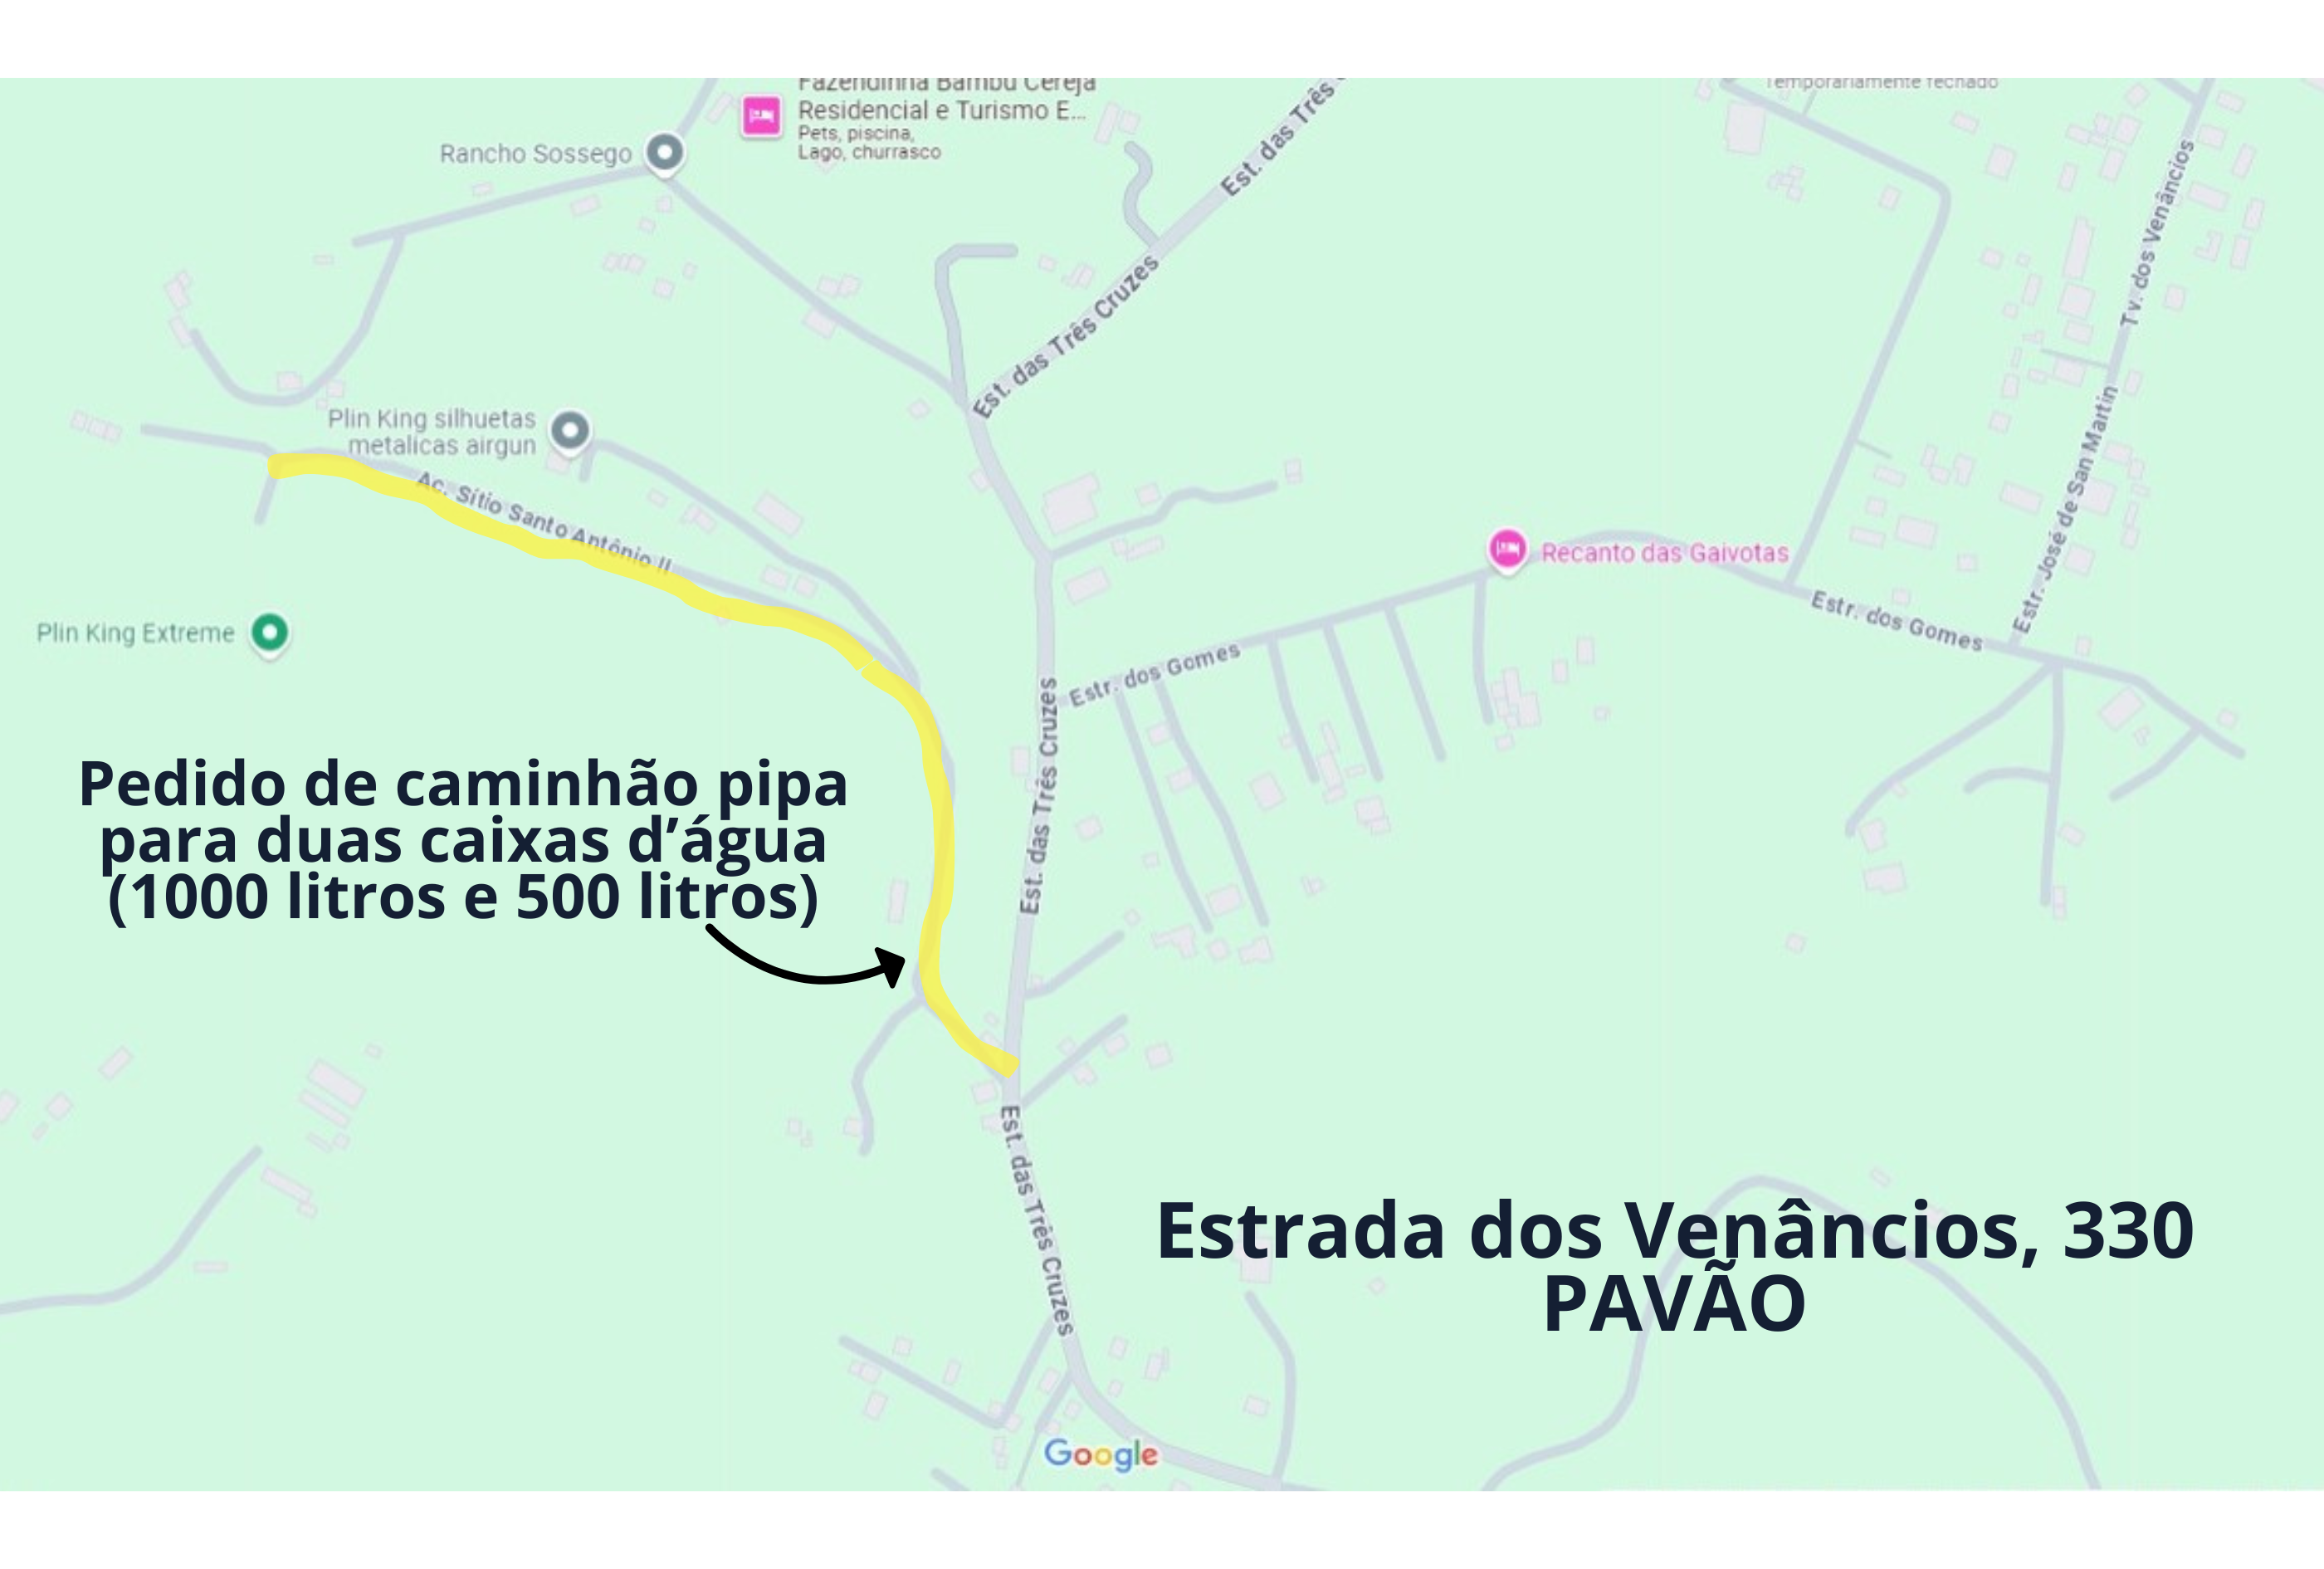 Fazendinha Bambu Cereja
Residencial e Turismo E...
Pets, piscina,
Lago, churrasco
Temporariamente fechado
Rancho Sossego
Est. das Três
Tv. dos Venâncios
Est. das Três Cruzes
Plin King silhuetas
metalicas airgun
Ac. Sítio Santo Antônio II
Estr. José de San Martin
Recanto das Gaivotas
Estr. dos Gomes
Plin King Extreme
Estr. dos Gomes
Est. das Três Cruzes
Pedido de caminhão pipa
para duas caixas d’água
(1000 litros e 500 litros)
Est. das Três Cruzes
Estrada dos Venâncios, 330
PAVÃO
Google